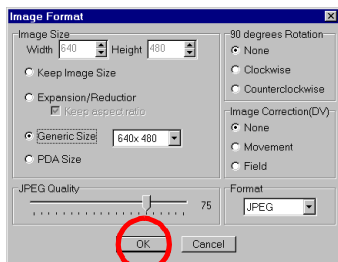 Image Format
Image Size
Width 640 Height 480
Keep Image Size
Expansion/Reductior
Keep aspect ratio
Generic Size 640x 480
PDA Size
90 degrees Rotation
None
Clockwise
Counterclockwise
Image Correction(DV)
None
Movement
Field
JPEG Quality
75
Format
JPEG
OK Cancel